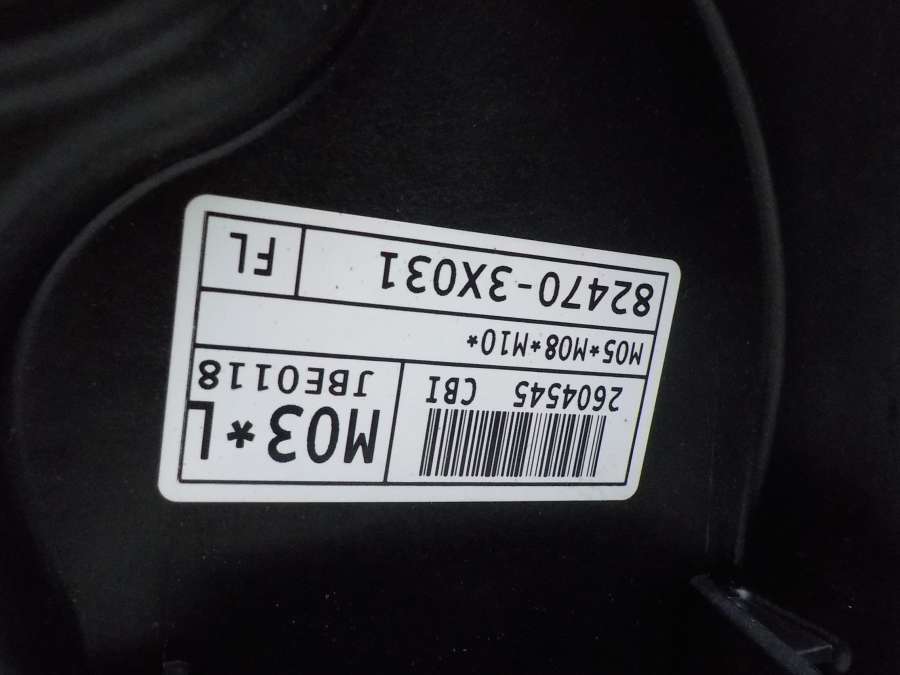 2604545 CBI
M03*L
JBE0118
M05*M08*M10*
82470-3X031
FL